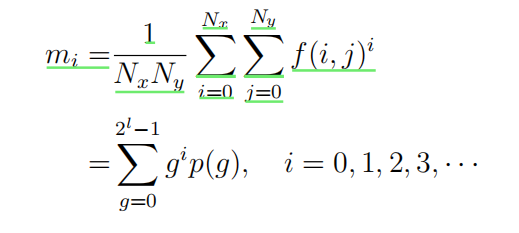 m_i = \frac{1}{N_x N_y} \sum_{i=0}^{N_x} \sum_{j=0}^{N_y} f(i, j)^i
= \sum_{g=0}^{2^l-1} g^i p(g), \quad i = 0, 1, 2, 3, \cdots